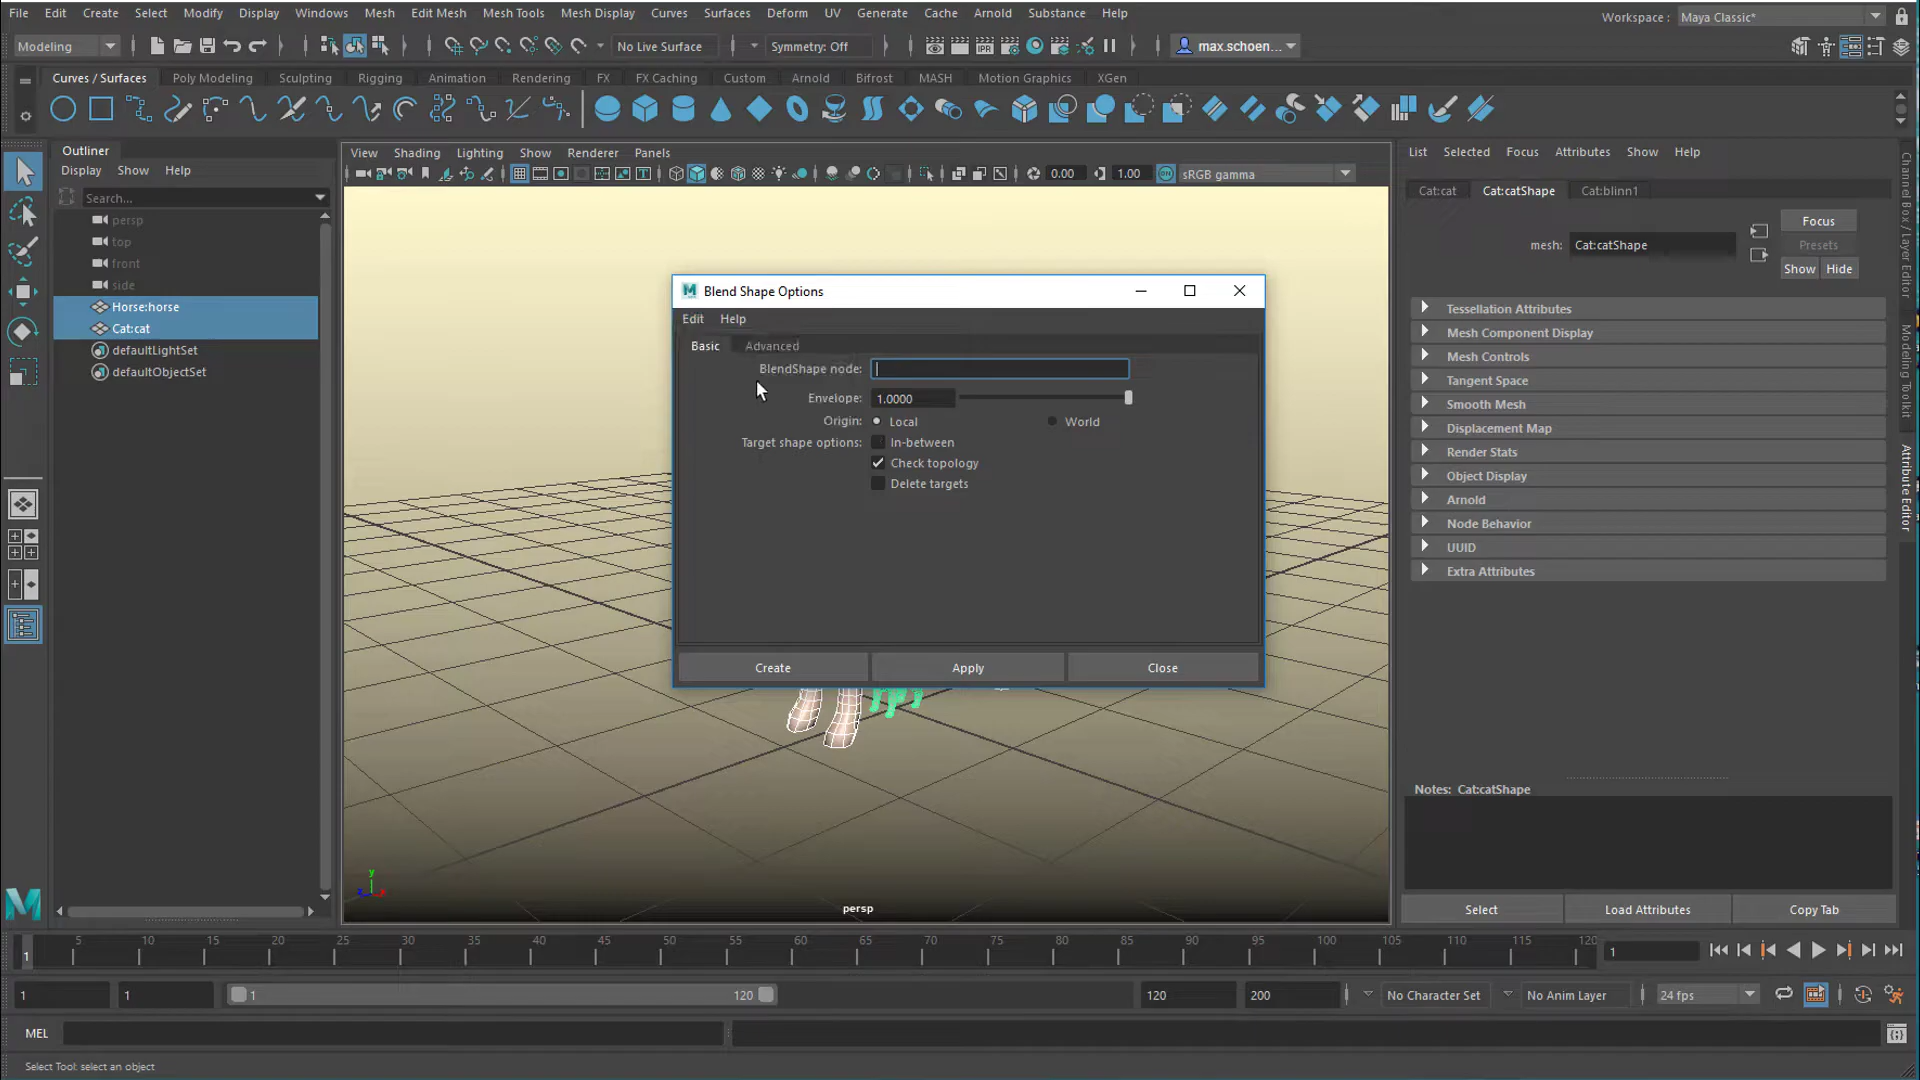 File Edit Create Select Modify Display Windows Mesh Edit Mesh Mesh Tools Mesh Display Curves Surfaces Deform UV Generate Cache Arnold Substance Help
Workspace : Maya Classic*
Modeling No Live Surface Symmetry: Off max.schoen...
Curves / Surfaces Poly Modeling Sculpting Rigging Animation Rendering FX FX Caching Custom Arnold Bifrost MASH Motion Graphics XGen
Outliner
Display Show Help
Search...
persp
top
front
side
Horse:horse
Cat:cat
defaultLightSet
defaultObjectSet
View Shading Lighting Show Renderer Panels
0.00 1.00 ON sRGB gamma
Blend Shape Options
Edit Help
Basic Advanced
BlendShape node:
Envelope: 1.0000
Origin: Local World
Target shape options: In-between
Check topology
Delete targets
Create Apply Close
y
persp
List Selected Focus Attributes Show Help
Cat:cat Cat:catShape Cat:blinn1
Focus
mesh: Cat:catShape
Presets
Show Hide
Tessellation Attributes
Mesh Component Display
Mesh Controls
Tangent Space
Smooth Mesh
Displacement Map
Render Stats
Object Display
Arnold
Node Behavior
UUID
Extra Attributes
Notes: Cat:catShape
Select Load Attributes Copy Tab
Channel Box / Layer Editor
Modeling Toolkit
Attribute Editor
1 5 10 15 20 25 30 35 40 45 50 55 60 65 70 75 80 85 90 95 100 105 110 115 120
1
1 1 1 120 120 200 No Character Set No Anim Layer 24 fps
MEL
Select Tool: select an object